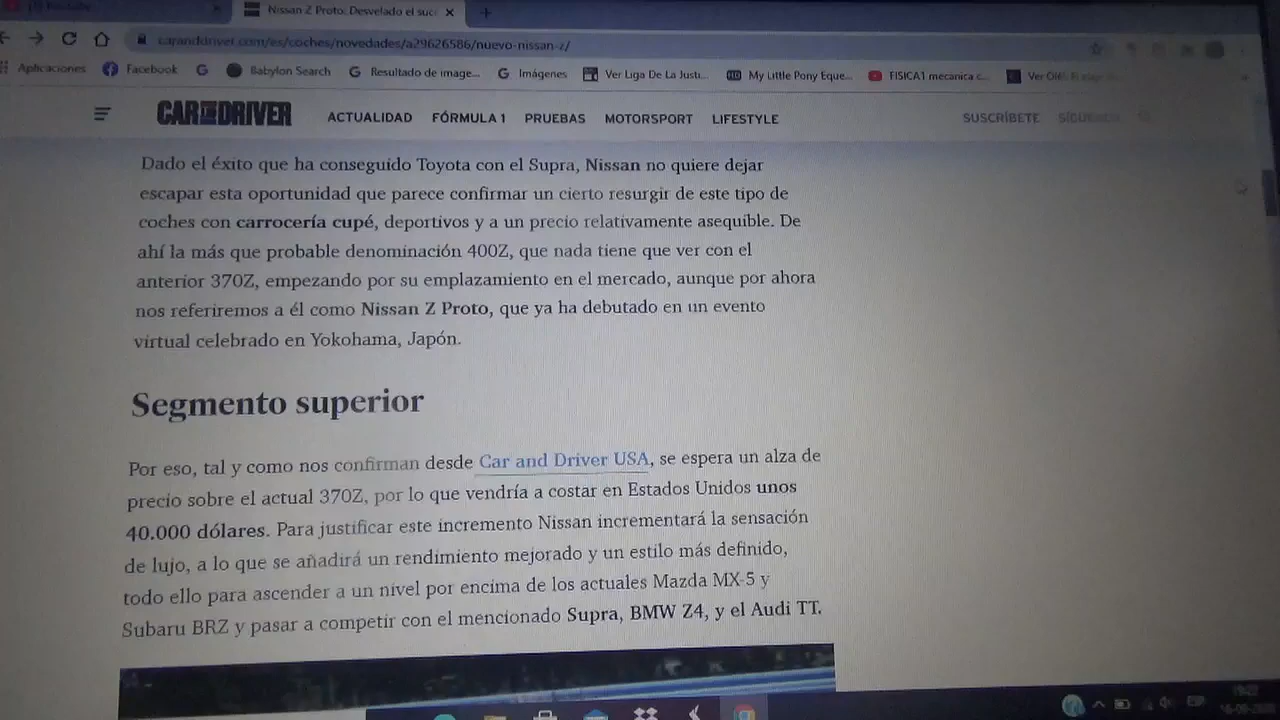 Nissan Z Proto: Desvelado el suce
caranddriver.com/es/coches/novedades/a29626586/nuevo-nissan-z/
Aplicaciones Facebook Babylon Search Resultado de image... Imágenes Ver Liga De La Justi... My Little Pony Eque... FISICA1 mecanica c...
CAR AND DRIVER ACTUALIDAD FÓRMULA 1 PRUEBAS MOTORSPORT LIFESTYLE SUSCRÍBETE
Dado el éxito que ha conseguido Toyota con el Supra, Nissan no quiere dejar
escapar esta oportunidad que parece confirmar un cierto resurgir de este tipo de
coches con carrocería cupé, deportivos y a un precio relativamente asequible. De
ahí la más que probable denominación 400Z, que nada tiene que ver con el
anterior 370Z, empezando por su emplazamiento en el mercado, aunque por ahora
nos referiremos a él como Nissan Z Proto, que ya ha debutado en un evento
virtual celebrado en Yokohama, Japón.
Segmento superior
Por eso, tal y como nos confirman desde Car and Driver USA, se espera un alza de
precio sobre el actual 370Z, por lo que vendría a costar en Estados Unidos unos
40.000 dólares. Para justificar este incremento Nissan incrementará la sensación
de lujo, a lo que se añadirá un rendimiento mejorado y un estilo más definido,
todo ello para ascender a un nivel por encima de los actuales Mazda MX-5 y
Subaru BRZ y pasar a competir con el mencionado Supra, BMW Z4, y el Audi TT.